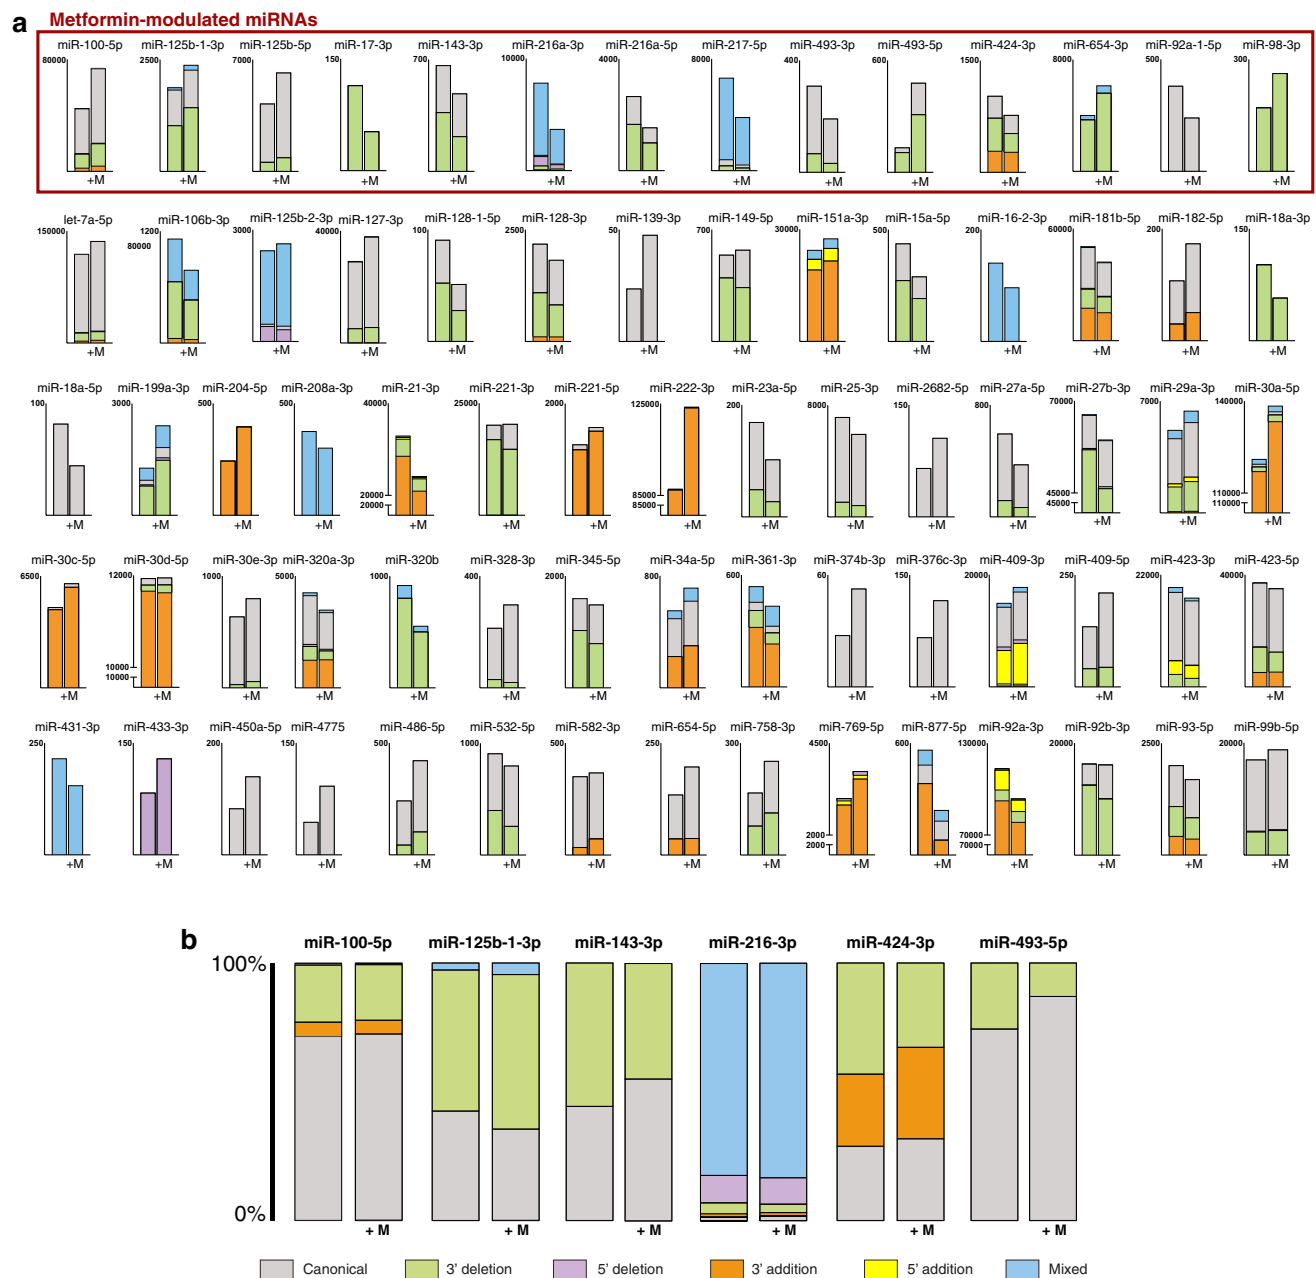 a
Metformin-modulated miRNAs
miR-100-5p miR-125b-1-3p miR-125b-5p miR-17-3p miR-143-3p miR-216a-3p miR-216a-5p miR-217-5p miR-493-3p miR-493-5p miR-424-3p miR-654-3p miR-92a-1-5p miR-98-3p
80000 2500 7000 150 700 10000 4000 8000 400 600 1500 8000 500 300
+M +M +M +M +M +M +M +M +M +M +M +M +M +M
let-7a-5p miR-106b-3p miR-125b-2-3p miR-127-3p miR-128-1-5p miR-128-3p miR-139-3p miR-149-5p miR-151a-3p miR-15a-5p miR-16-2-3p miR-181b-5p miR-182-5p miR-18a-3p
150000 1200 80000 3000 40000 100 2500 50 700 30000 500 200 60000 200 150
+M +M +M +M +M +M +M +M +M +M +M +M +M +M
miR-18a-5p miR-199a-3p miR-204-5p miR-208a-3p miR-21-3p miR-221-3p miR-221-5p miR-222-3p miR-23a-5p miR-25-3p miR-2682-5p miR-27a-5p miR-27b-3p miR-29a-3p miR-30a-5p
100 3000 500 500 40000 25000 2000 125000 200 8000 150 800 70000 7000 140000
20000 85000 45000 110000
20000 85000 45000 110000
+M +M +M +M +M +M +M +M +M +M +M +M +M +M +M
miR-30c-5p miR-30d-5p miR-30e-3p miR-320a-3p miR-320b miR-328-3p miR-345-5p miR-34a-5p miR-361-3p miR-374b-3p miR-376c-3p miR-409-3p miR-409-5p miR-423-3p miR-423-5p
6500 12000 1000 5000 1000 400 2000 800 600 60 150 20000 250 22000 40000
10000
10000
+M +M +M +M +M +M +M +M +M +M +M +M +M +M +M
miR-431-3p miR-433-3p miR-450a-5p miR-4775 miR-486-5p miR-532-5p miR-582-3p miR-654-5p miR-758-3p miR-769-5p miR-877-5p miR-92a-3p miR-92b-3p miR-93-5p miR-99b-5p
250 150 200 150 500 1000 500 250 300 4500 600 130000 20000 2500 20000
2000 70000
2000 70000
+M +M +M +M +M +M +M +M +M +M +M +M +M +M +M
b
miR-100-5p miR-125b-1-3p miR-143-3p miR-216-3p miR-424-3p miR-493-5p
100%
0%
+ M + M + M + M + M + M
Canonical 3' deletion 5' deletion 3' addition 5' addition Mixed